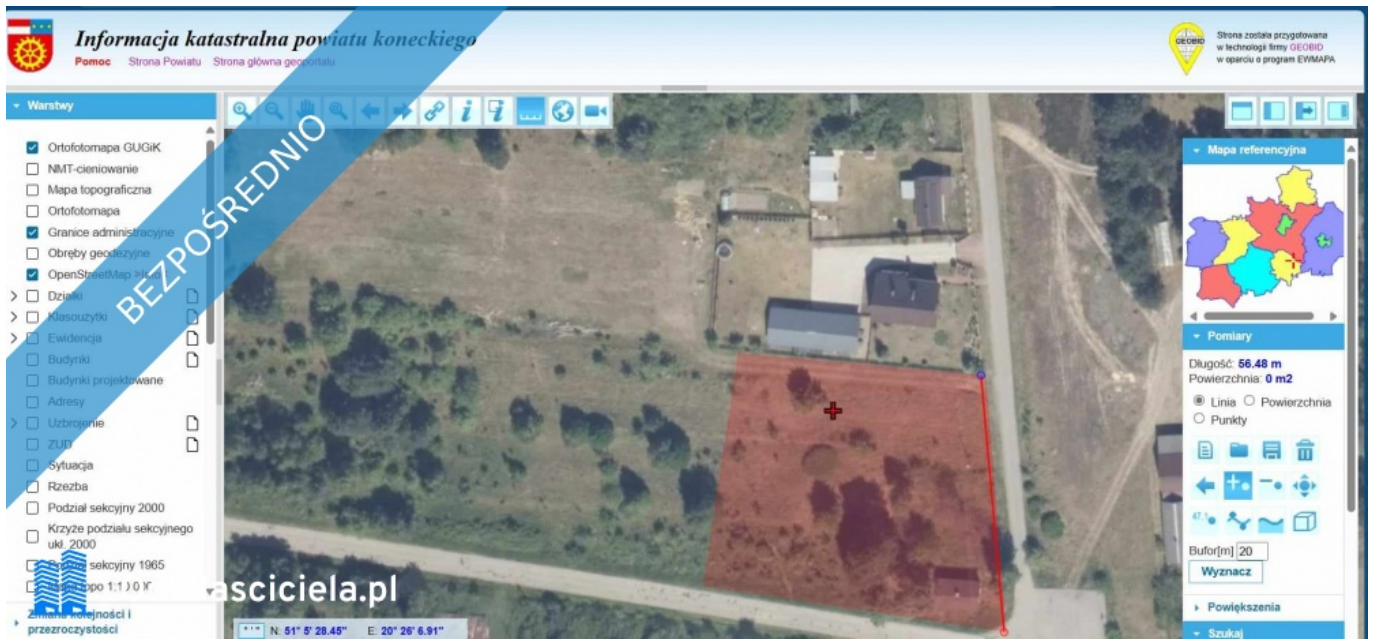 Informacja katastralna powiatu koneckiego
Pomoc Strona Powiatu Strona główna geoportalu
GEOBID
Strona została przygotowana
w technologii firmy GEOBID
w oparciu o program EWMAPA
Warstwy
Ortofotomapa GUGiK
NMT-cieniowanie
Mapa topograficzna
Ortofotomapa
Granice administracyjne
Obręby geodezyjne
OpenStreetMap
Działki
Klasoużytki
Ewidencja
Budynki
Budynki projektowane
Adresy
Uzbrojenie
ZUD
Sytuacja
Rzezba
Podział sekcyjny 2000
Krzyże podziału sekcyjnego
ukł. 2000
sekcyjny 1965
Zmiana kolejności i
przezroczystości
BEZPOŚREDNIO
asciciela.pl
N: 51° 5' 28.45" E: 20° 26' 6.91"
Mapa referencyjna
Pomiary
Długość: 56.48 m
Powierzchnia: 0 m2
Linia Powierzchnia
Punkty
Bufor[m] 20
Wyznacz
Powiększenia
Szukaj